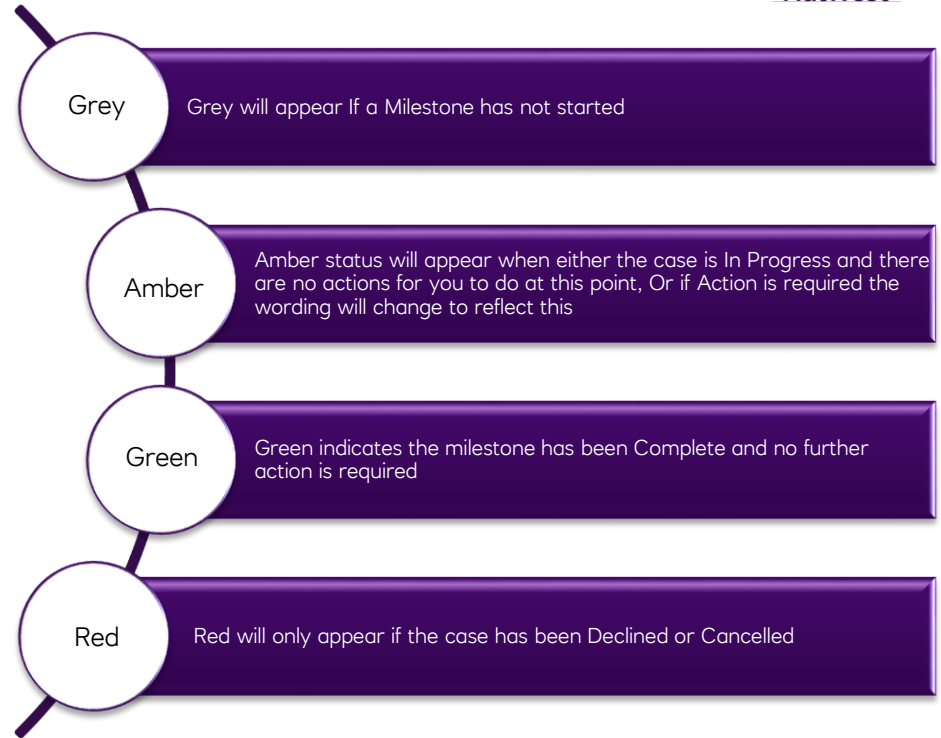 Grey
Grey will appear If a Milestone has not started
Amber
Amber status will appear when either the case is In Progress and there
are no actions for you to do at this point, Or if Action is required the
wording will change to reflect this
Green
Green indicates the milestone has been Complete and no further
action is required
Red
Red will only appear if the case has been Declined or Cancelled